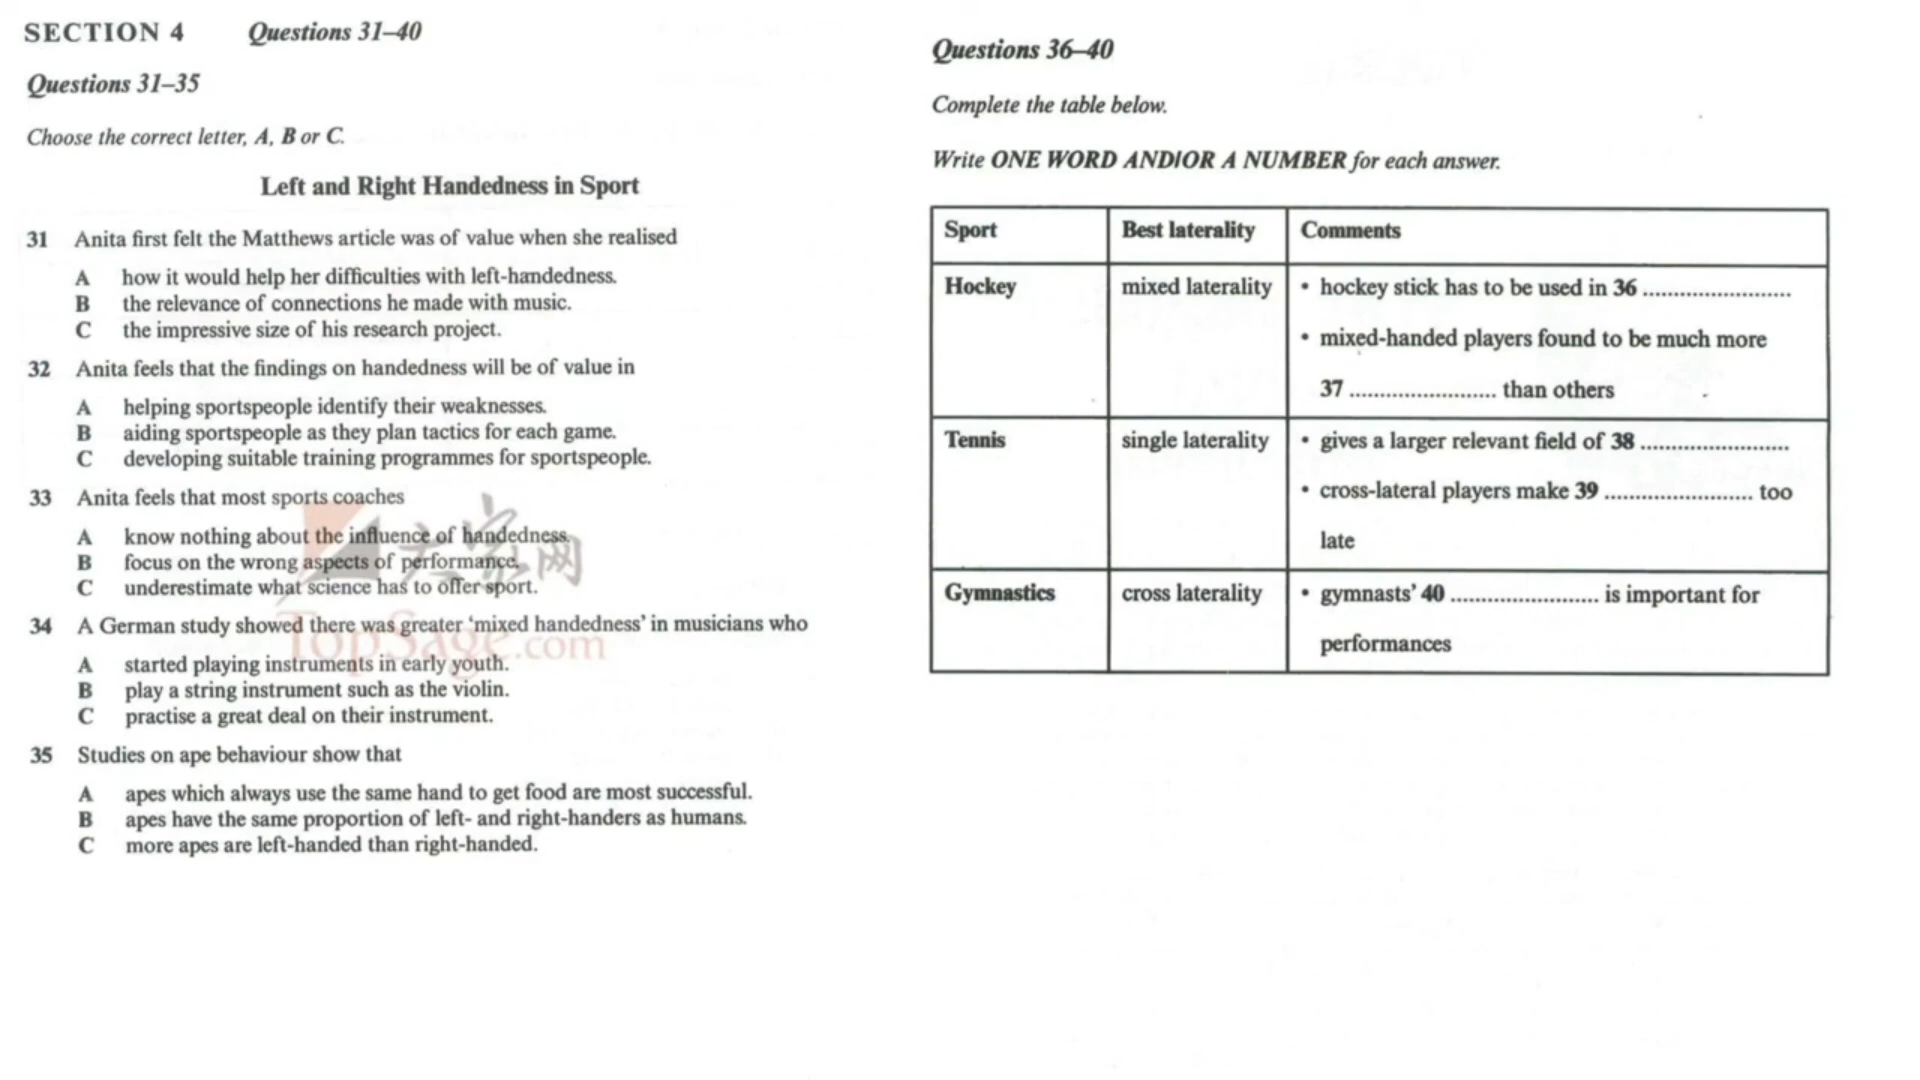 SECTION 4 Questions 31–40
Questions 31–35
Choose the correct letter, A, B or C.
Left and Right Handedness in Sport
31 Anita first felt the Matthews article was of value when she realised
A how it would help her difficulties with left-handedness.
B the relevance of connections he made with music.
C the impressive size of his research project.
32 Anita feels that the findings on handedness will be of value in
A helping sportspeople identify their weaknesses.
B aiding sportspeople as they plan tactics for each game.
C developing suitable training programmes for sportspeople.
33 Anita feels that most sports coaches
A know nothing about the influence of handedness.
B focus on the wrong aspects of performance.
C underestimate what science has to offer sport.
34 A German study showed there was greater ‘mixed handedness’ in musicians who
A started playing instruments in early youth.
B play a string instrument such as the violin.
C practise a great deal on their instrument.
35 Studies on ape behaviour show that
A apes which always use the same hand to get food are most successful.
B apes have the same proportion of left- and right-handers as humans.
C more apes are left-handed than right-handed.
大家网
TopSage.com
Questions 36–40
Complete the table below.
Write ONE WORD ANDIOR A NUMBER for each answer.
Sport Best laterality Comments
Hockey mixed laterality • hockey stick has to be used in 36 ........................
• mixed-handed players found to be much more
37 ........................ than others
Tennis single laterality • gives a larger relevant field of 38 ........................
• cross-lateral players make 39 ........................ too
late
Gymnastics cross laterality • gymnasts’ 40 ........................ is important for
performances